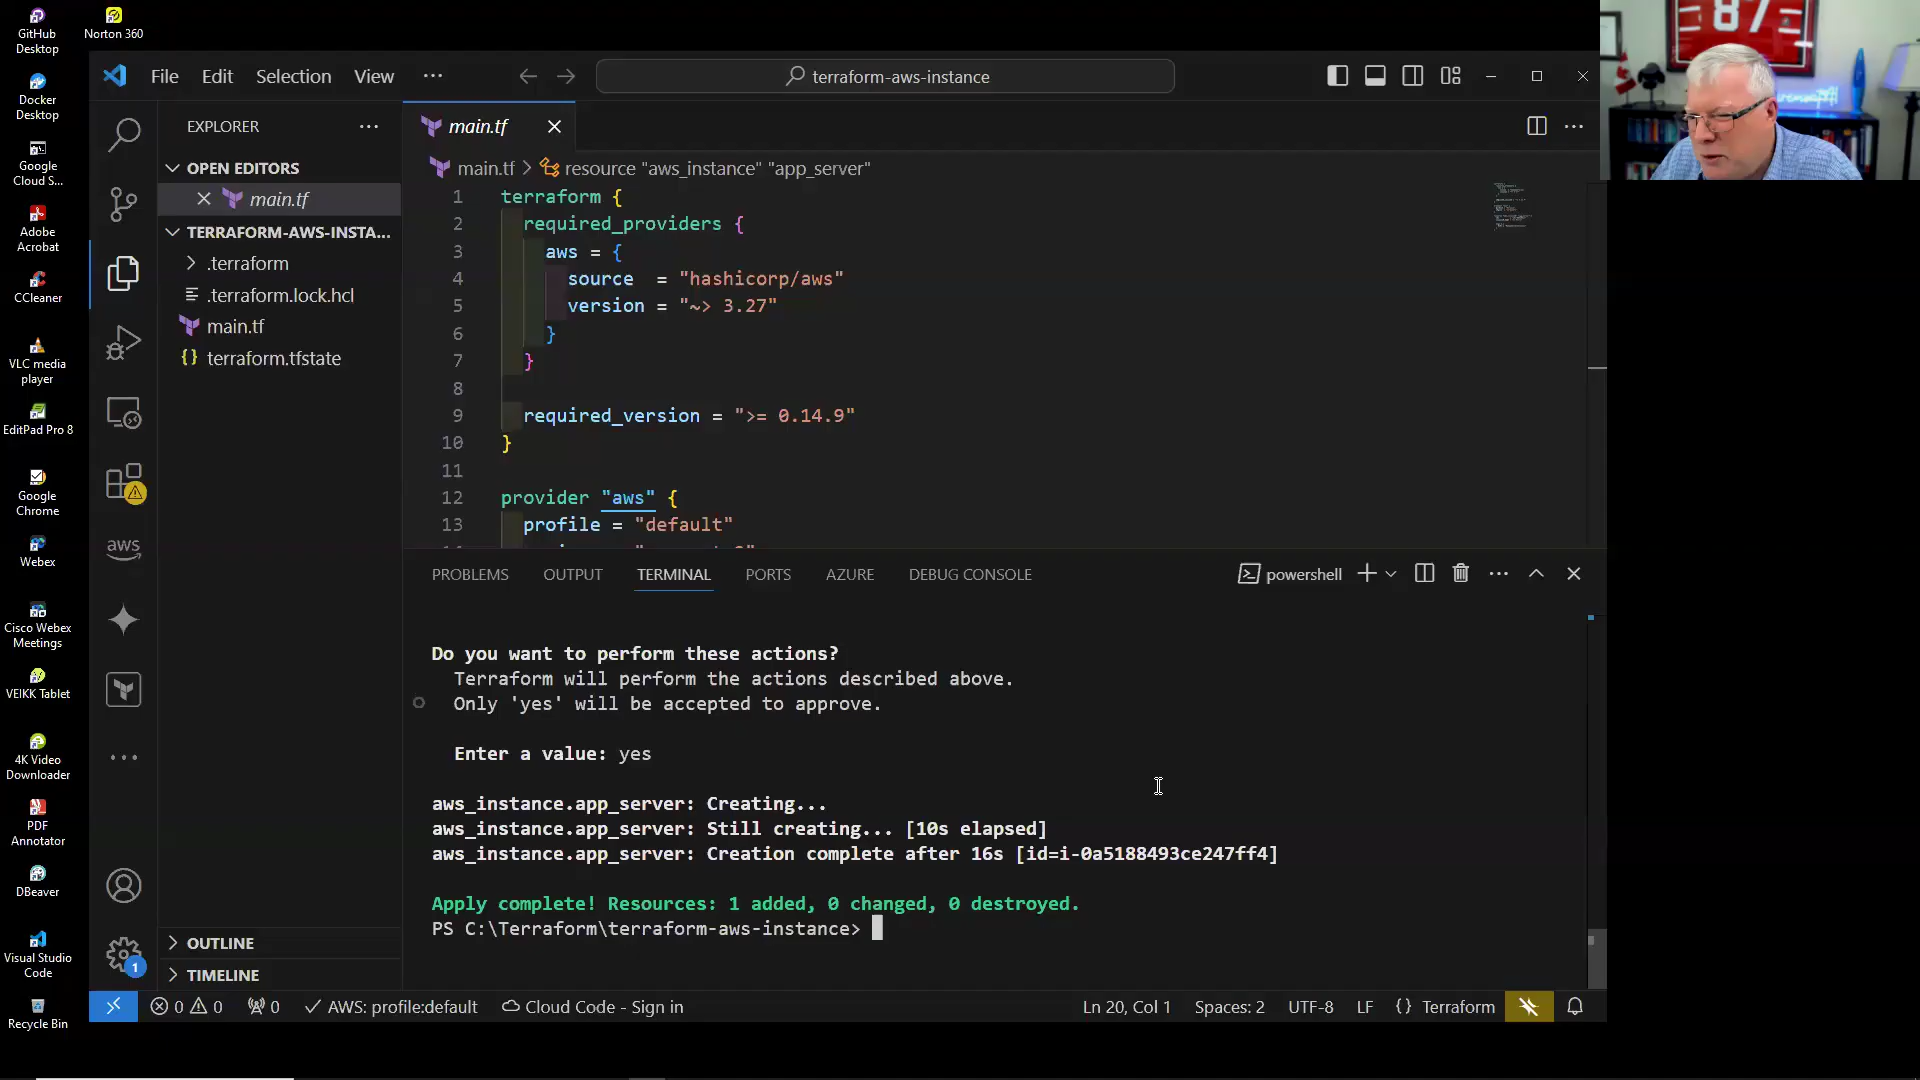 GitHub
Desktop
Norton 360
Docker
Desktop
Google
Cloud S...
Adobe
Acrobat
CCleaner
VLC media
player
EditPad Pro 8
Google
Chrome
Webex
Cisco Webex
Meetings
VEIKK Tablet
4K Video
Downloader
PDF
Annotator
DBeaver
Visual Studio
Code
Recycle Bin
File Edit Selection View ...
terraform-aws-instance
87
EXPLORER
OPEN EDITORS
main.tf
TERRAFORM-AWS-INSTA...
.terraform
.terraform.lock.hcl
main.tf
terraform.tfstate
aws
1
OUTLINE
TIMELINE
main.tf
main.tf > resource "aws_instance" "app_server"
1 terraform {
2 required_providers {
3 aws = {
4 source = "hashicorp/aws"
5 version = "~> 3.27"
6 }
7 }
8
9 required_version = ">= 0.14.9"
10 }
11
12 provider "aws" {
13 profile = "default"
PROBLEMS OUTPUT TERMINAL PORTS AZURE DEBUG CONSOLE powershell
Do you want to perform these actions?
Terraform will perform the actions described above.
Only 'yes' will be accepted to approve.
Enter a value: yes
aws_instance.app_server: Creating...
aws_instance.app_server: Still creating... [10s elapsed]
aws_instance.app_server: Creation complete after 16s [id=i-0a5188493ce247ff4]
Apply complete! Resources: 1 added, 0 changed, 0 destroyed.
PS C:\Terraform\terraform-aws-instance>
0 0 0 AWS: profile:default Cloud Code - Sign in Ln 20, Col 1 Spaces: 2 UTF-8 LF {} Terraform